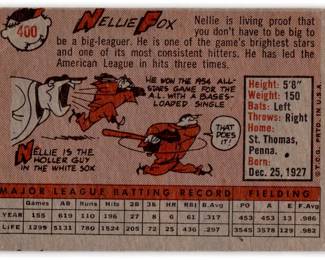 400
NELLIE FOX
Nellie is living proof that
you don't have to be big to
be a big-leaguer. He is one of the game's brightest stars
and one of its most consistent hitters. He has led
the American League in hits three times.
HE WON THE 1954 ALL-
STARS GAME FOR
THE A.L. WITH A BASES-
LOADED SINGLE
THAT
DOES IT!
NELLIE IS THE
HOLLER GUY
IN THE
WHITE SOX
Height: 5'8"
Weight: 150
Bats: Left
Throws: Right
Home:
St. Thomas,
Penna.
Born:
Dec. 25, 1927
© T.C.G. PRTD. IN U.S.A.
MAJOR LEAGUE BATTING RECORD FIELDING
Games AB Runs Hits 2B 3B HR RBI B.Avg. PO A E F.Avg.
YEAR 155 619 110 196 27 8 6 61 .317 453 453 13 .986
LIFE 1299 5131 780 1524 205 72 25 427 .297 3545 3578 129 .982